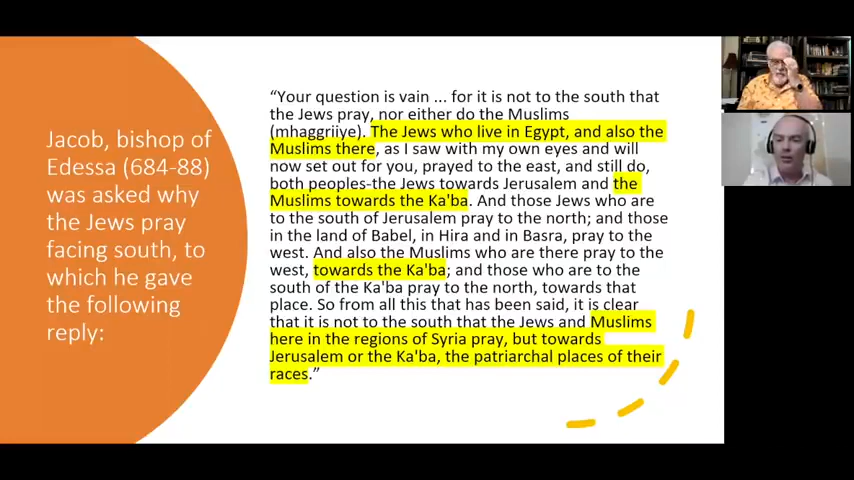 Jacob, bishop of
Edessa (684-88)
was asked why
the Jews pray
facing south, to
which he gave
the following
reply:
“Your question is vain ... for it is not to the south that
the Jews pray, nor either do the Muslims
(mhaggriiye). The Jews who live in Egypt, and also the
Muslims there, as I saw with my own eyes and will
now set out for you, prayed to the east, and still do,
both peoples-the Jews towards Jerusalem and the
Muslims towards the Ka'ba. And those Jews who are
to the south of Jerusalem pray to the north; and those
in the land of Babel, in Hira and in Basra, pray to the
west. And also the Muslims who are there pray to the
west, towards the Ka'ba; and those who are to the
south of the Ka'ba pray to the north, towards that
place. So from all this that has been said, it is clear
that it is not to the south that the Jews and Muslims
here in the regions of Syria pray, but towards
Jerusalem or the Ka'ba, the patriarchal places of their
races.”